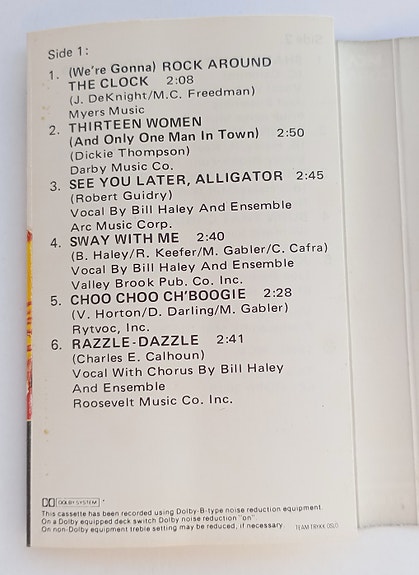 Side 1:
1. (We're Gonna) ROCK AROUND
THE CLOCK 2:08
(J. DeKnight/M.C. Freedman)
Myers Music
2. THIRTEEN WOMEN
(And Only One Man In Town) 2:50
(Dickie Thompson)
Darby Music Co.
3. SEE YOU LATER, ALLIGATOR 2:45
(Robert Guidry)
Vocal By Bill Haley And Ensemble
Arc Music Corp.
4. SWAY WITH ME 2:40
(B. Haley/R. Keefer/M. Gabler/C. Cafra)
Vocal By Bill Haley And Ensemble
Valley Brook Pub. Co. Inc.
5. CHOO CHOO CH'BOOGIE 2:28
(V. Horton/D. Darling/M. Gabler)
Rytvoc, Inc.
6. RAZZLE-DAZZLE 2:41
(Charles E. Calhoun)
Vocal With Chorus By Bill Haley
And Ensemble
Roosevelt Music Co. Inc.
DOLBY SYSTEM
This cassette has been recorded using Dolby-B-type noise reduction equipment.
On a Dolby equipped deck switch Dolby noise reduction "on"
On non-Dolby equipment treble setting may be reduced, if necessary. TEAMTRYKK OSLO